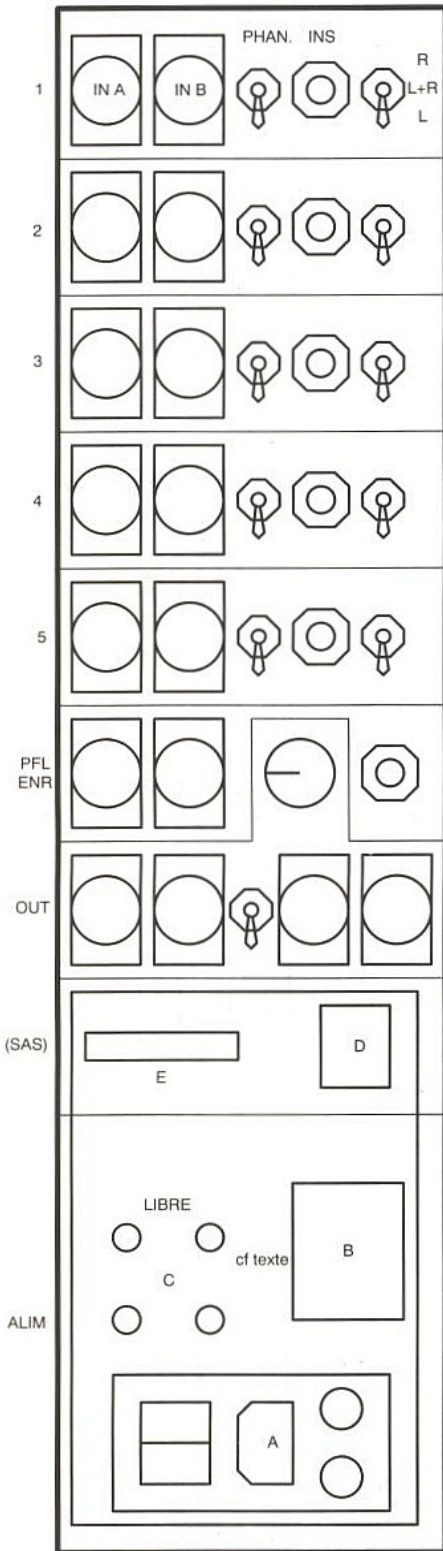 PHAN. INS
R
1 IN A IN B L+R
L
2
3
4
5
PFL
ENR
OUT
(SAS)
D
E
LIBRE
cf texte B
C
ALIM
A